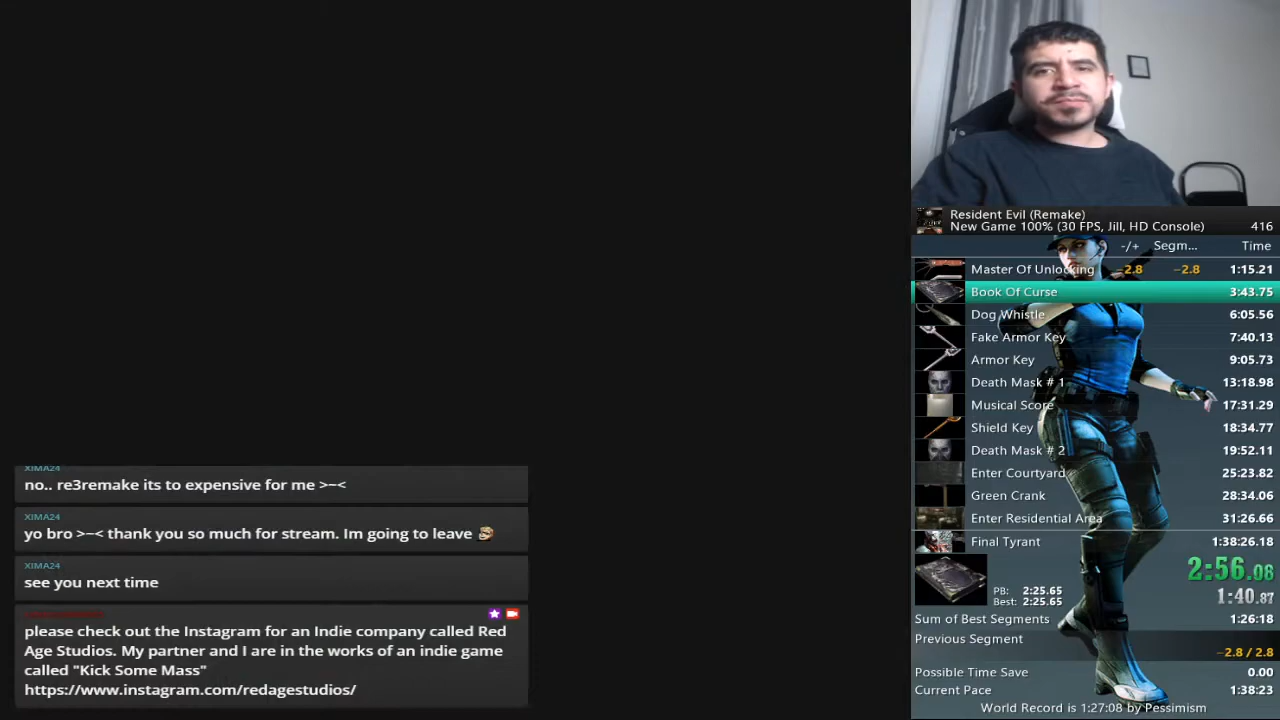 XIMA24
no.. re3remake its to expensive for me >~<
XIMA24
yo bro >~< thank you so much for stream. Im going to leave
XIMA24
see you next time
please check out the Instagram for an Indie company called Red
Age Studios. My partner and I are in the works of an indie game
called "Kick Some Mass"
https://www.instagram.com/redagestudios/
Resident Evil (Remake)
New Game 100% (30 FPS, Jill, HD Console) 416
-/+ Segm... Time
Master Of Unlocking −2.8 −2.8 1:15.21
Book Of Curse 3:43.75
Dog Whistle 6:05.56
Fake Armor Key 7:40.13
Armor Key 9:05.73
Death Mask # 1 13:18.98
Musical Score 17:31.29
Shield Key 18:34.77
Death Mask # 2 19:52.11
Enter Courtyard 25:23.82
Green Crank 28:34.06
Enter Residential Area 31:26.66
Final Tyrant 1:38:26.18
2:56.08
PB: 2:25.65
Best: 2:25.65
1:40.87
Sum of Best Segments 1:26:18
Previous Segment −2.8 / 2.8
Possible Time Save 0.00
Current Pace 1:38:23
World Record is 1:27:08 by Pessimism